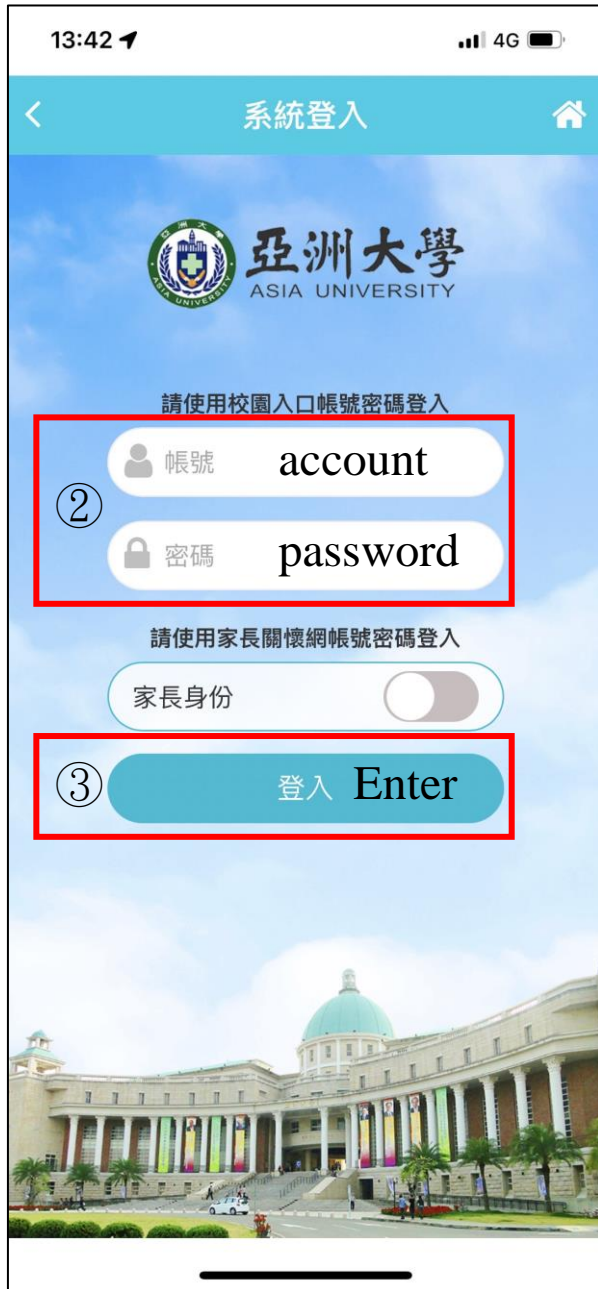 13:42 4G
系統登入
亞洲大學
ASIA UNIVERSITY
請使用校園入口帳號密碼登入
② 帳號 account
密碼 password
請使用家長關懷網帳號密碼登入
家長身份
③ 登入 Enter